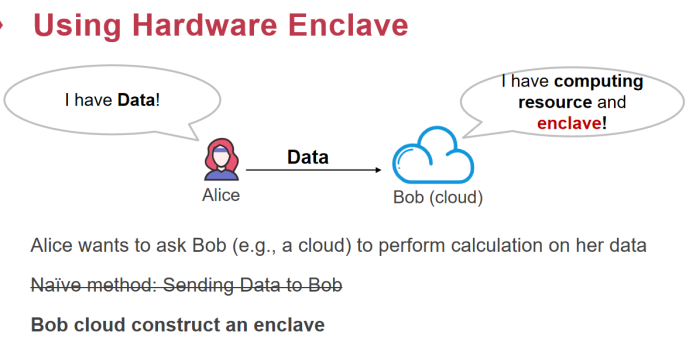 Using Hardware Enclave
I have Data!
I have computing
resource and
enclave!
Data
Alice
Bob (cloud)
Alice wants to ask Bob (e.g., a cloud) to perform calculation on her data
Naïve method: Sending Data to Bob
Bob cloud construct an enclave